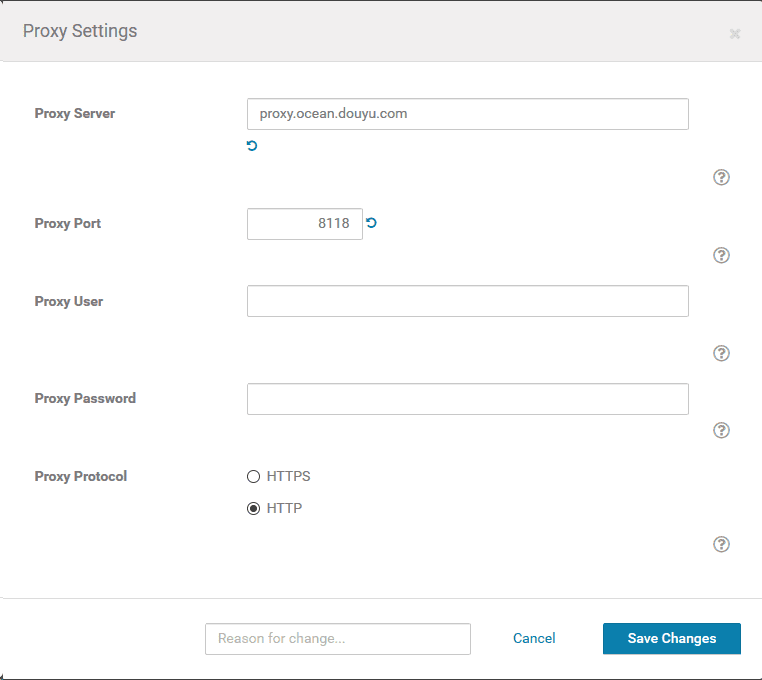 Proxy Settings
Proxy Server
proxy.ocean.douyu.com
Proxy Port
8118
Proxy User
Proxy Password
Proxy Protocol
HTTPS
HTTP
Reason for change...
Cancel
Save Changes